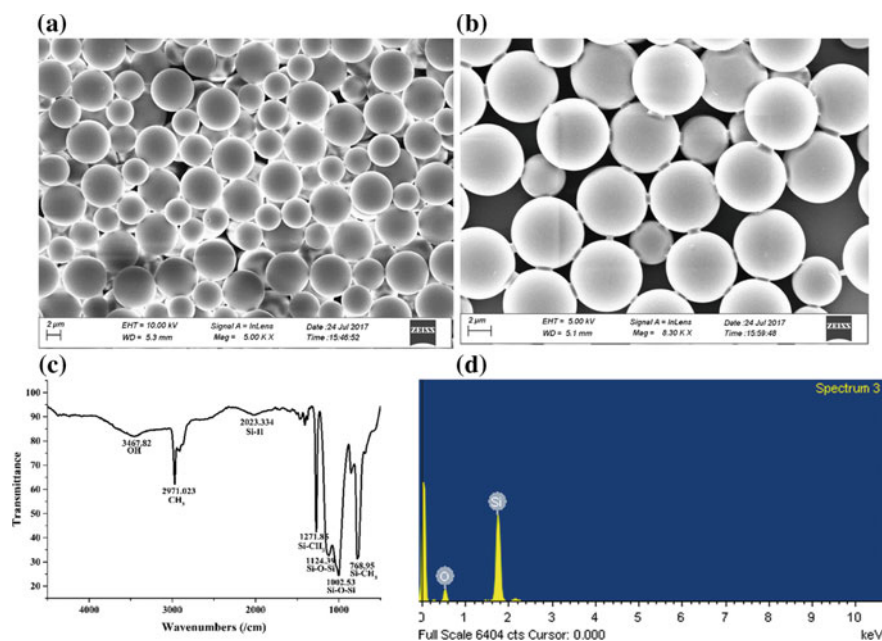 (a)
(b)
2 µm
EHT = 10.00 kV
Signal A = InLens
Date :24 Jul 2017
WD = 5.3 mm
Mag = 5.00 K X
Time :15:46:52
ZEISS
2 µm
EHT = 5.00 kV
Signal A = InLens
Date :24 Jul 2017
WD = 5.1 mm
Mag = 8.30 K X
Time :15:59:48
ZEISS
(c)
(d)
Transmittance
100
90
80
70
60
50
40
30
20
3467.82
OH
2971.023
CH3
2023.334
Si-H
1271.85
Si-CH3
1124.39
Si-O-Si
1002.53
Si-O-Si
768.95
Si-CH3
4500
3000
2000
1000
Wavenumbers (/cm)
Spectrum 3
Si
O
0 1 2 3 4 5 6 7 8 9 10
Full Scale 6404 cts Cursor: 0.000
keV